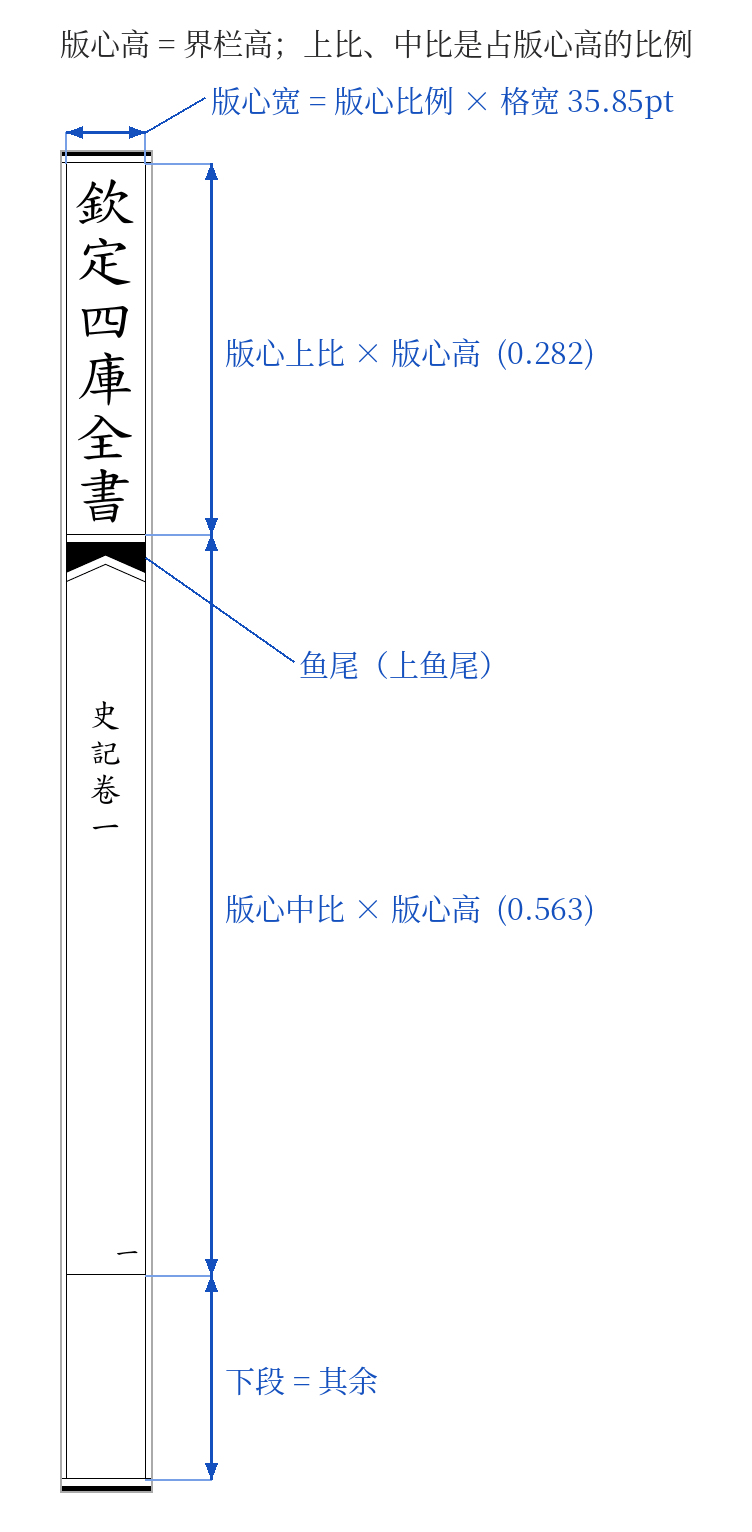 版心高 = 界栏高；上比、中比是占版心高的比例
版心宽 = 版心比例 × 格宽 35.85pt
欽定四庫全書
版心上比 × 版心高 (0.282)
鱼尾（上鱼尾）
史記卷一
版心中比 × 版心高 (0.563)
一
下段 = 其余